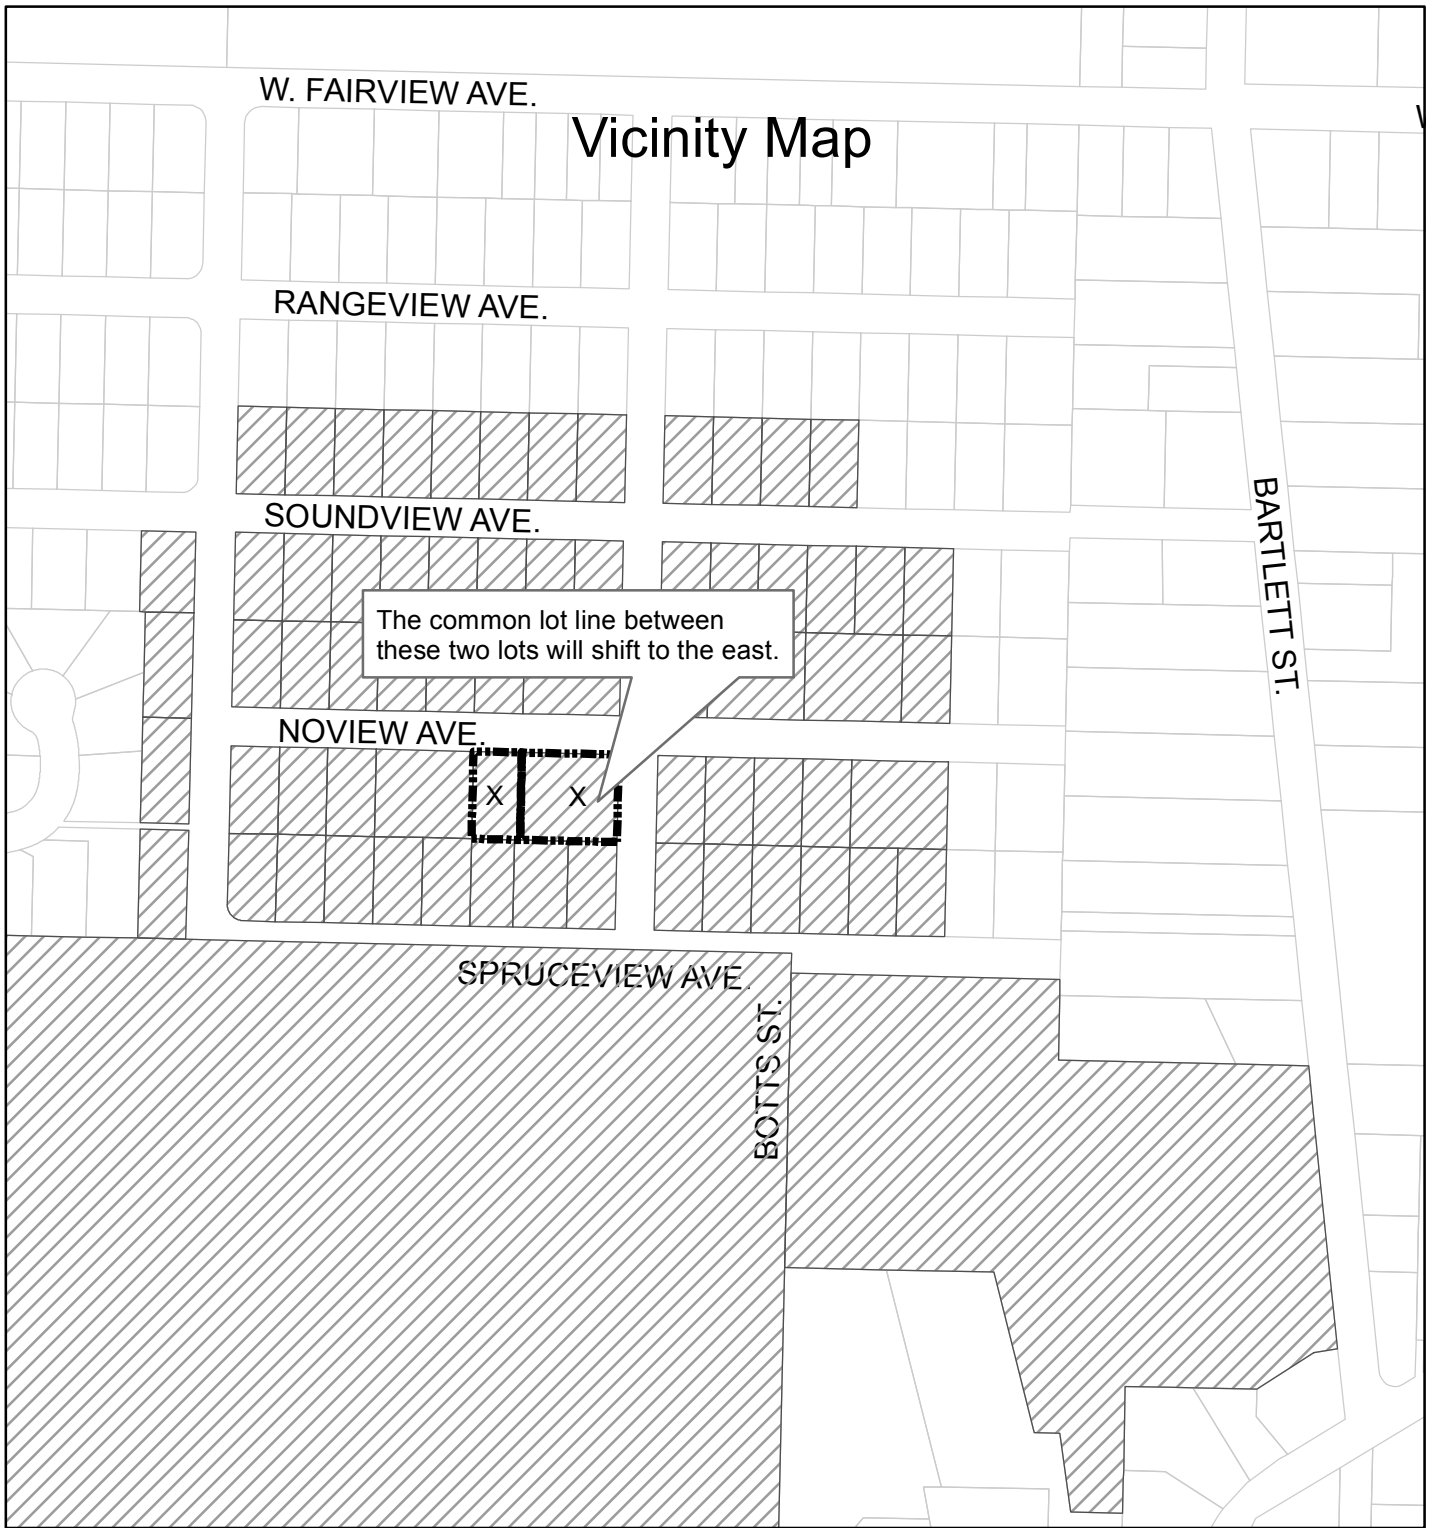 W. FAIRVIEW AVE.
Vicinity Map
RANGEVIEW AVE.
SOUNDVIEW AVE.
BARTLETT ST.
The common lot line between
these two lots will shift to the east.
NOVIEW AVE.
X
X
SPRUCEVIEW AVE.
BOTTS ST.